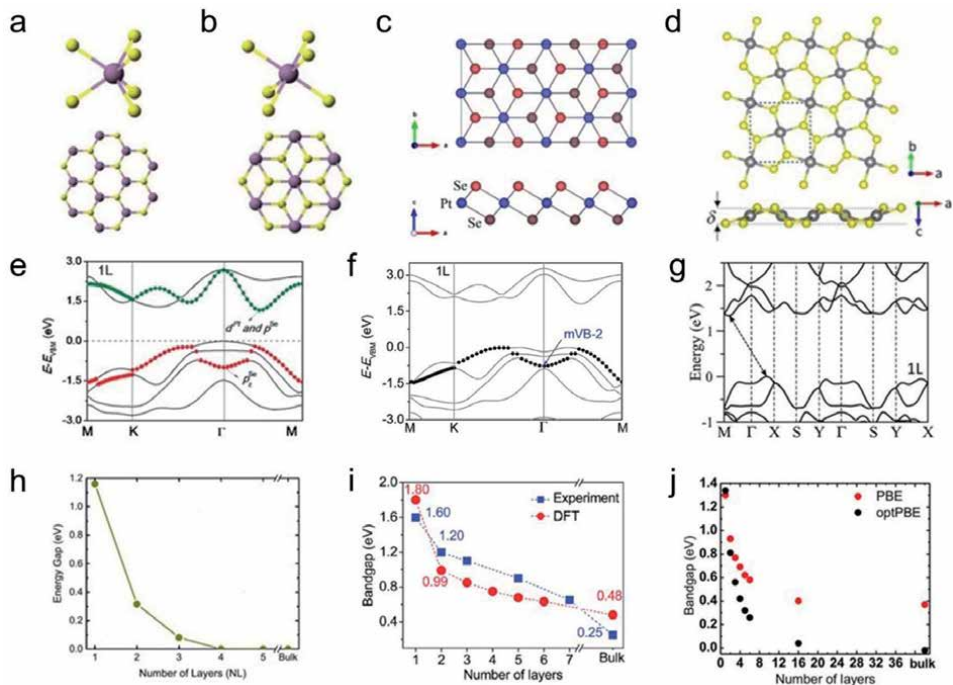 a
b
c
d
b
a
Se
Pt
Se
c
a
b
a
δ
a
c
e
3.0
1.5
0.0
-1.5
-3.0
E-E_VBM (eV)
1L
d^Pt and p^Se
M K Γ M
f
3.0
1.5
0.0
-1.5
-3.0
E-E_VBM (eV)
1L
mVB-2
M K Γ M
g
2
1
0
-1
Energy (eV)
1L
M Γ X S Y Γ S Y X
h
1.2
1.0
0.8
0.6
0.4
0.2
0.0
Energy Gap (eV)
1 2 3 4 5 Bulk
Number of Layers (NL)
i
2.0
1.6
1.2
0.8
0.4
0.0
Bandgap (eV)
1.80
1.60
1.20
0.99
0.48
0.25
Experiment
DFT
1 2 3 4 5 6 7 Bulk
Number of layers
j
1.4
1.2
1.0
0.8
0.6
0.4
0.2
0.0
Bandgap (eV)
PBE
optPBE
0 4 8 12 16 20 24 28 32 36 bulk
Number of layers